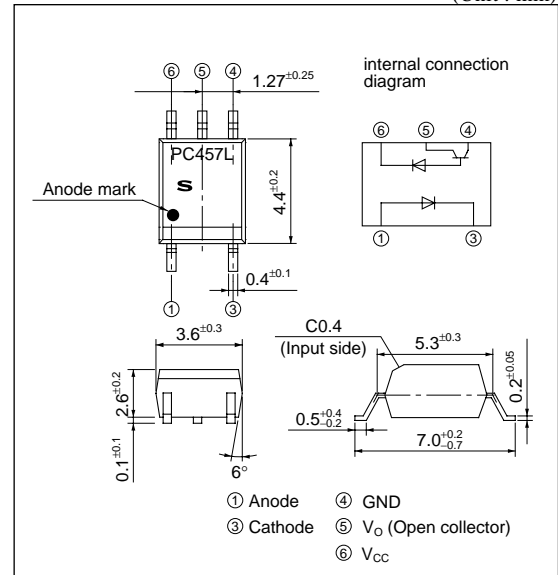 (Unit : mm)
⑥ ⑤ ④
1.27±0.25
internal connection
diagram
PC457L
S
Anode mark
4.4±0.2
0.4±0.1
① ③
⑥ ⑤ ④
① ③
3.6±0.3
2.6±0.2
0.1±0.1
6°
C0.4
(Input side)
5.3±0.3
0.2±0.05
0.5+0.4−0.2
7.0+0.2−0.7
① Anode ④ GND
③ Cathode ⑤ VO (Open collector)
⑥ VCC